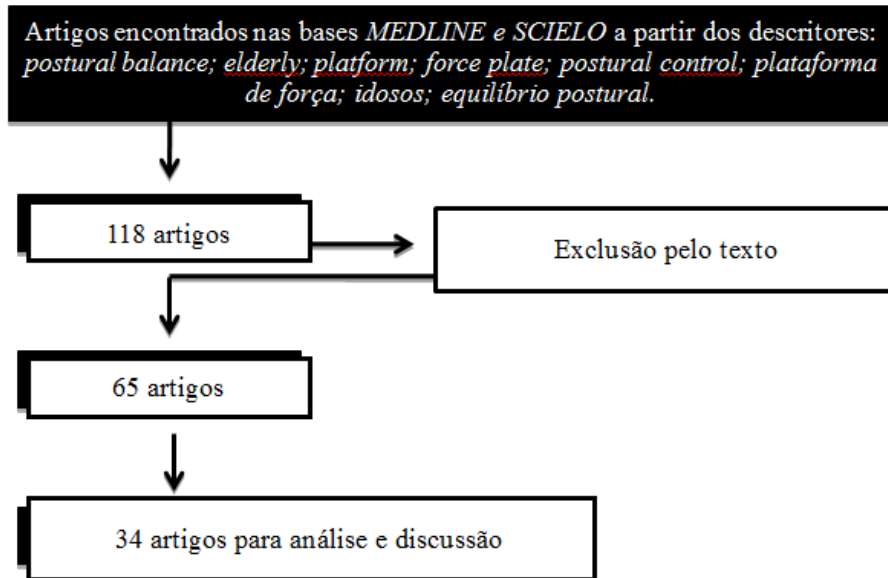 Artigos encontrados nas bases MEDLINE e SCIELO a partir dos descritores:
postural balance; elderly; platform; force plate; postural control; plataforma
de força; idosos; equilíbrio postural.
118 artigos
Exclusão pelo texto
65 artigos
34 artigos para análise e discussão